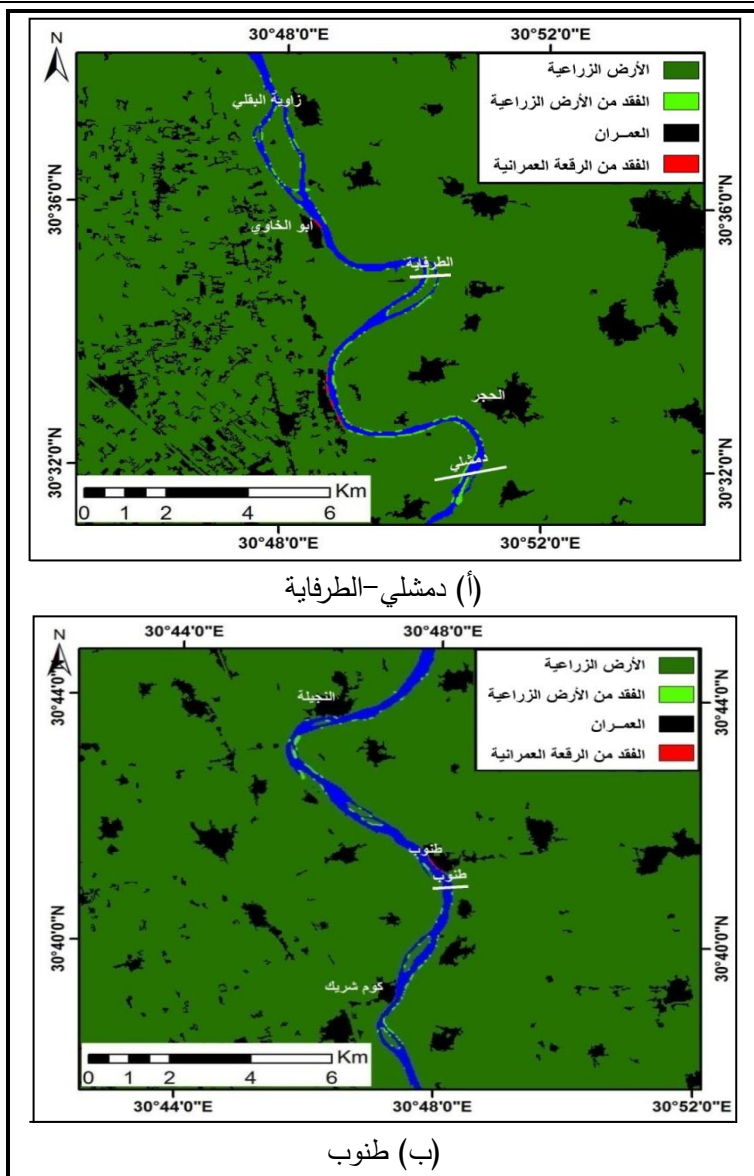 30°48'0"E 30°52'0"E
N
الأرض الزراعية
الفقد من الأرض الزراعية
العمــران
الفقد من الرقعة العمرانية
زاوية البقلي
30°36'0"N 30°36'0"N
أبو الخاوي
الطرفاية
الحجر
دمشلي
30°32'0"N 30°32'0"N
Km
0 1 2 4 6
30°48'0"E 30°52'0"E
(أ) دمشلي-الطرفاية
30°44'0"E 30°48'0"E
N
الأرض الزراعية
الفقد من الأرض الزراعية
العمــران
الفقد من الرقعة العمرانية
النجيلة
30°44'0"N 30°44'0"N
طنوب
طنوب
30°40'0"N 30°40'0"N
كوم شريك
Km
0 1 2 4 6
30°44'0"E 30°48'0"E 30°52'0"E
(ب) طنوب